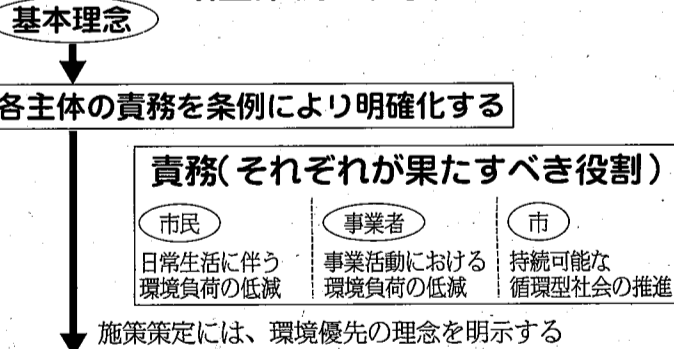 基本理念
各主体の責務を条例により明確化する
責務(それぞれが果たすべき役割)
市民
日常生活に伴う
環境負荷の低減
事業者
事業活動における
環境負荷の低減
市
持続可能な
循環型社会の推進
施策策定には、環境優先の理念を明示する